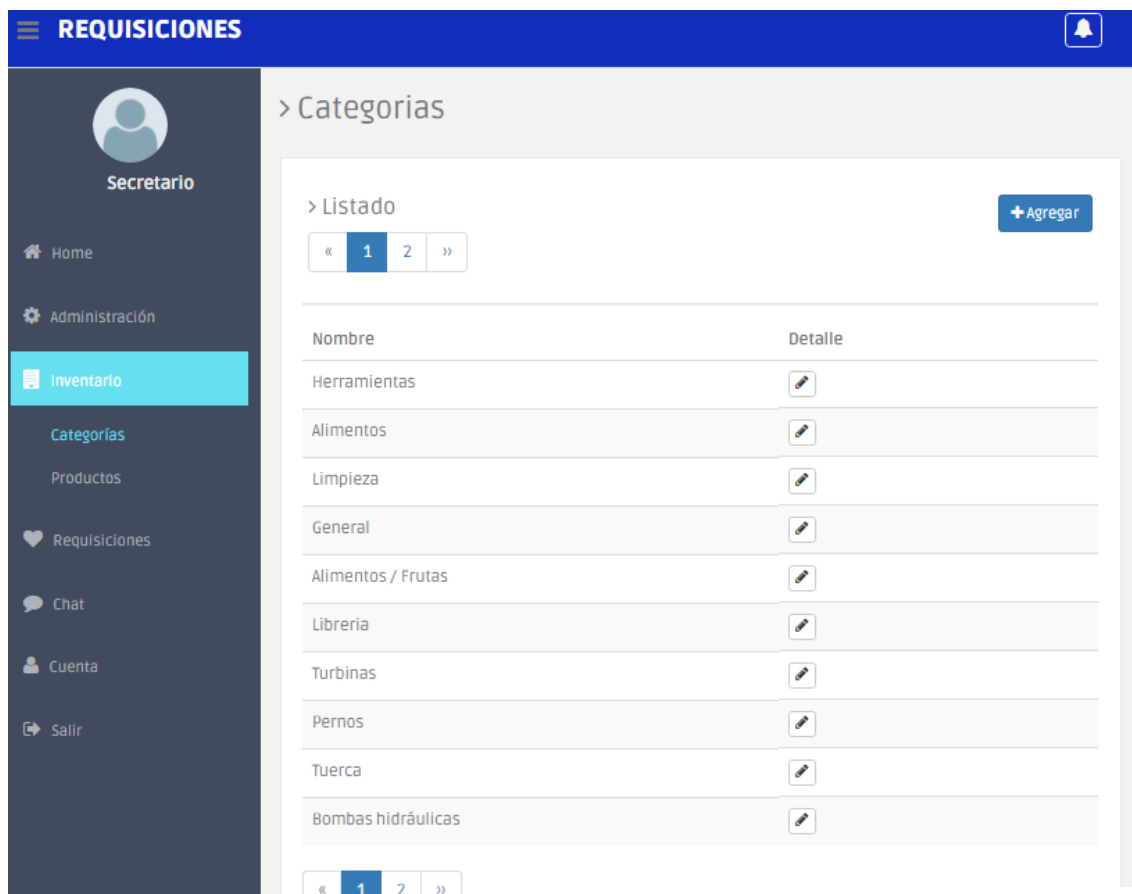 REQUISICIONES
Secretario
Home
Administración
Inventario
Categorías
Productos
Requisiciones
Chat
Cuenta
Salir
> Categorias
> Listado
+ Agregar
« 1 2 »
Nombre Detalle
Herramientas
Alimentos
Limpieza
General
Alimentos / Frutas
Libreria
Turbinas
Pernos
Tuerca
Bombas hidráulicas
« 1 2 »